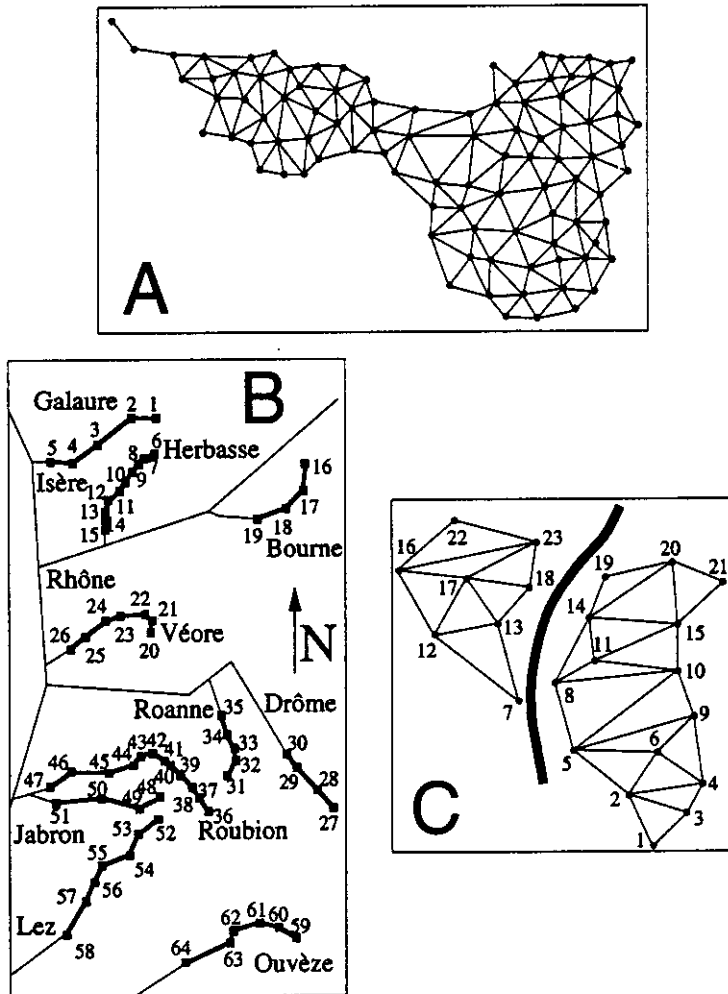 A
B
Galaure 2 1
3
5 4
6
8 Herbasse
7
10 9
Isère
12 11
13
14
15
16
17
18
19
Bourne
Rhône
24 22 21
23 Véore
26 25 20
N
Roanne 35 Drôme
34 33
32
31
30
29
28
27
43 42
44 41
46 45 40 39
47
50 48 37
49 38
51 36
Jabron 53 52 Roubion
55 54
56
57
Lez
58
62 61 60 59
64 63
Ouvèze
C
22
23
16
17
18
13
12
7
20
19 21
14
15
11
10
8
9
6
5
2 4
3
1